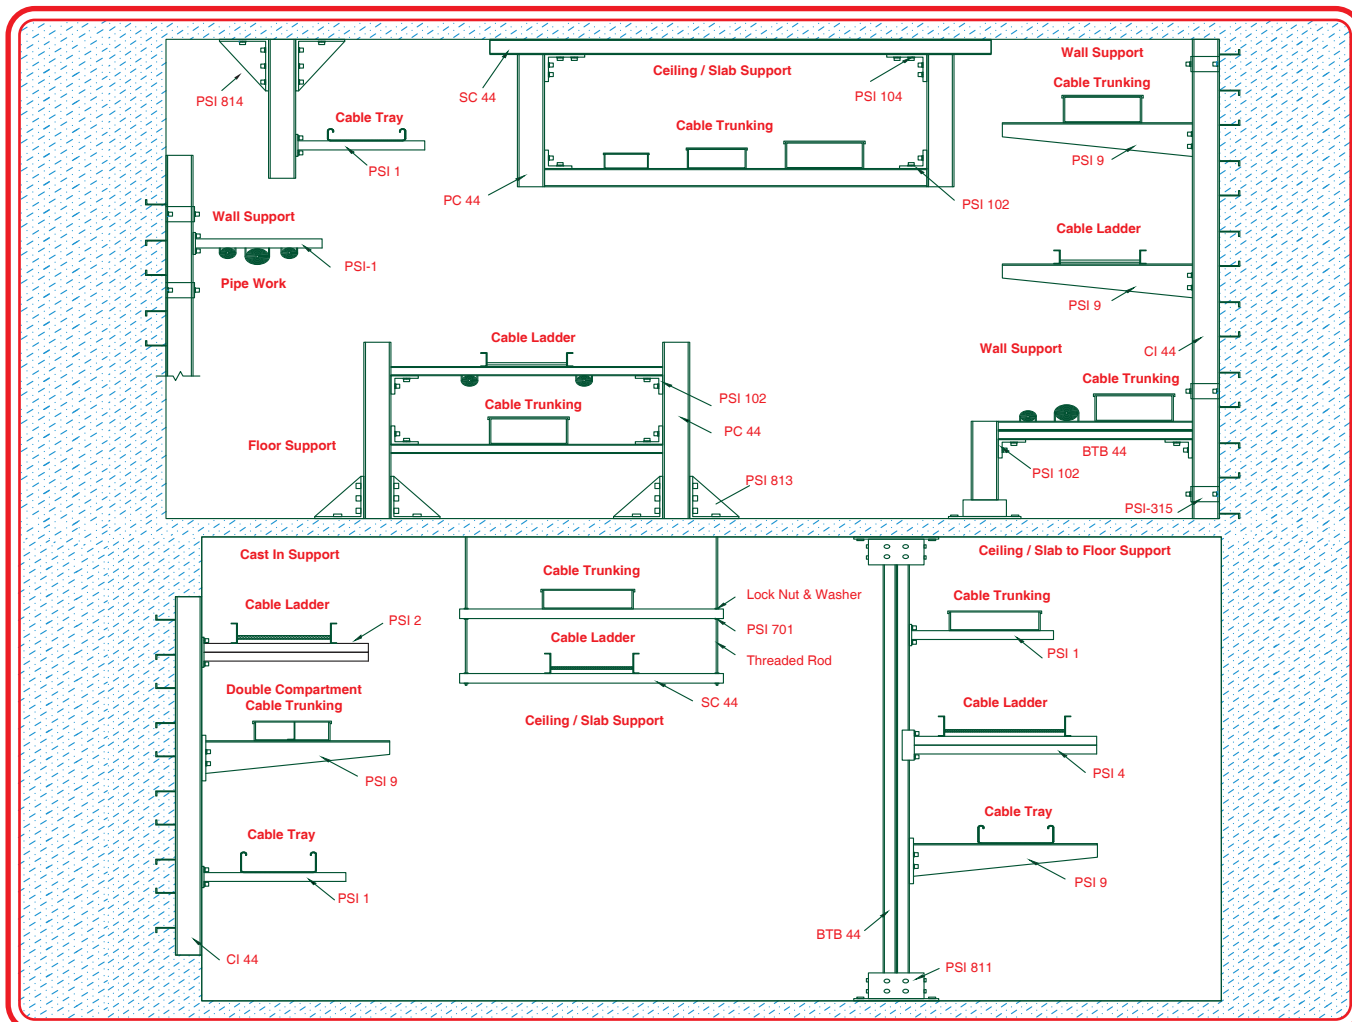 PSI 814
Cable Tray
PSI 1
SC 44
Ceiling / Slab Support
PSI 104
Cable Trunking
PC 44
PSI 102
Wall Support
Cable Trunking
PSI 9
Cable Ladder
PSI 9
CI 44
Wall Support
PSI-1
Pipe Work
Cable Ladder
PSI 102
Cable Trunking
PC 44
Floor Support
PSI 813
Wall Support
Cable Trunking
BTB 44
PSI 102
PSI-315
Cast In Support
Cable Ladder
PSI 2
Double Compartment
Cable Trunking
PSI 9
Cable Tray
PSI 1
CI 44
Cable Trunking
Lock Nut & Washer
PSI 701
Cable Ladder
Threaded Rod
SC 44
Ceiling / Slab Support
Ceiling / Slab to Floor Support
Cable Trunking
PSI 1
Cable Ladder
PSI 4
Cable Tray
PSI 9
BTB 44
PSI 811